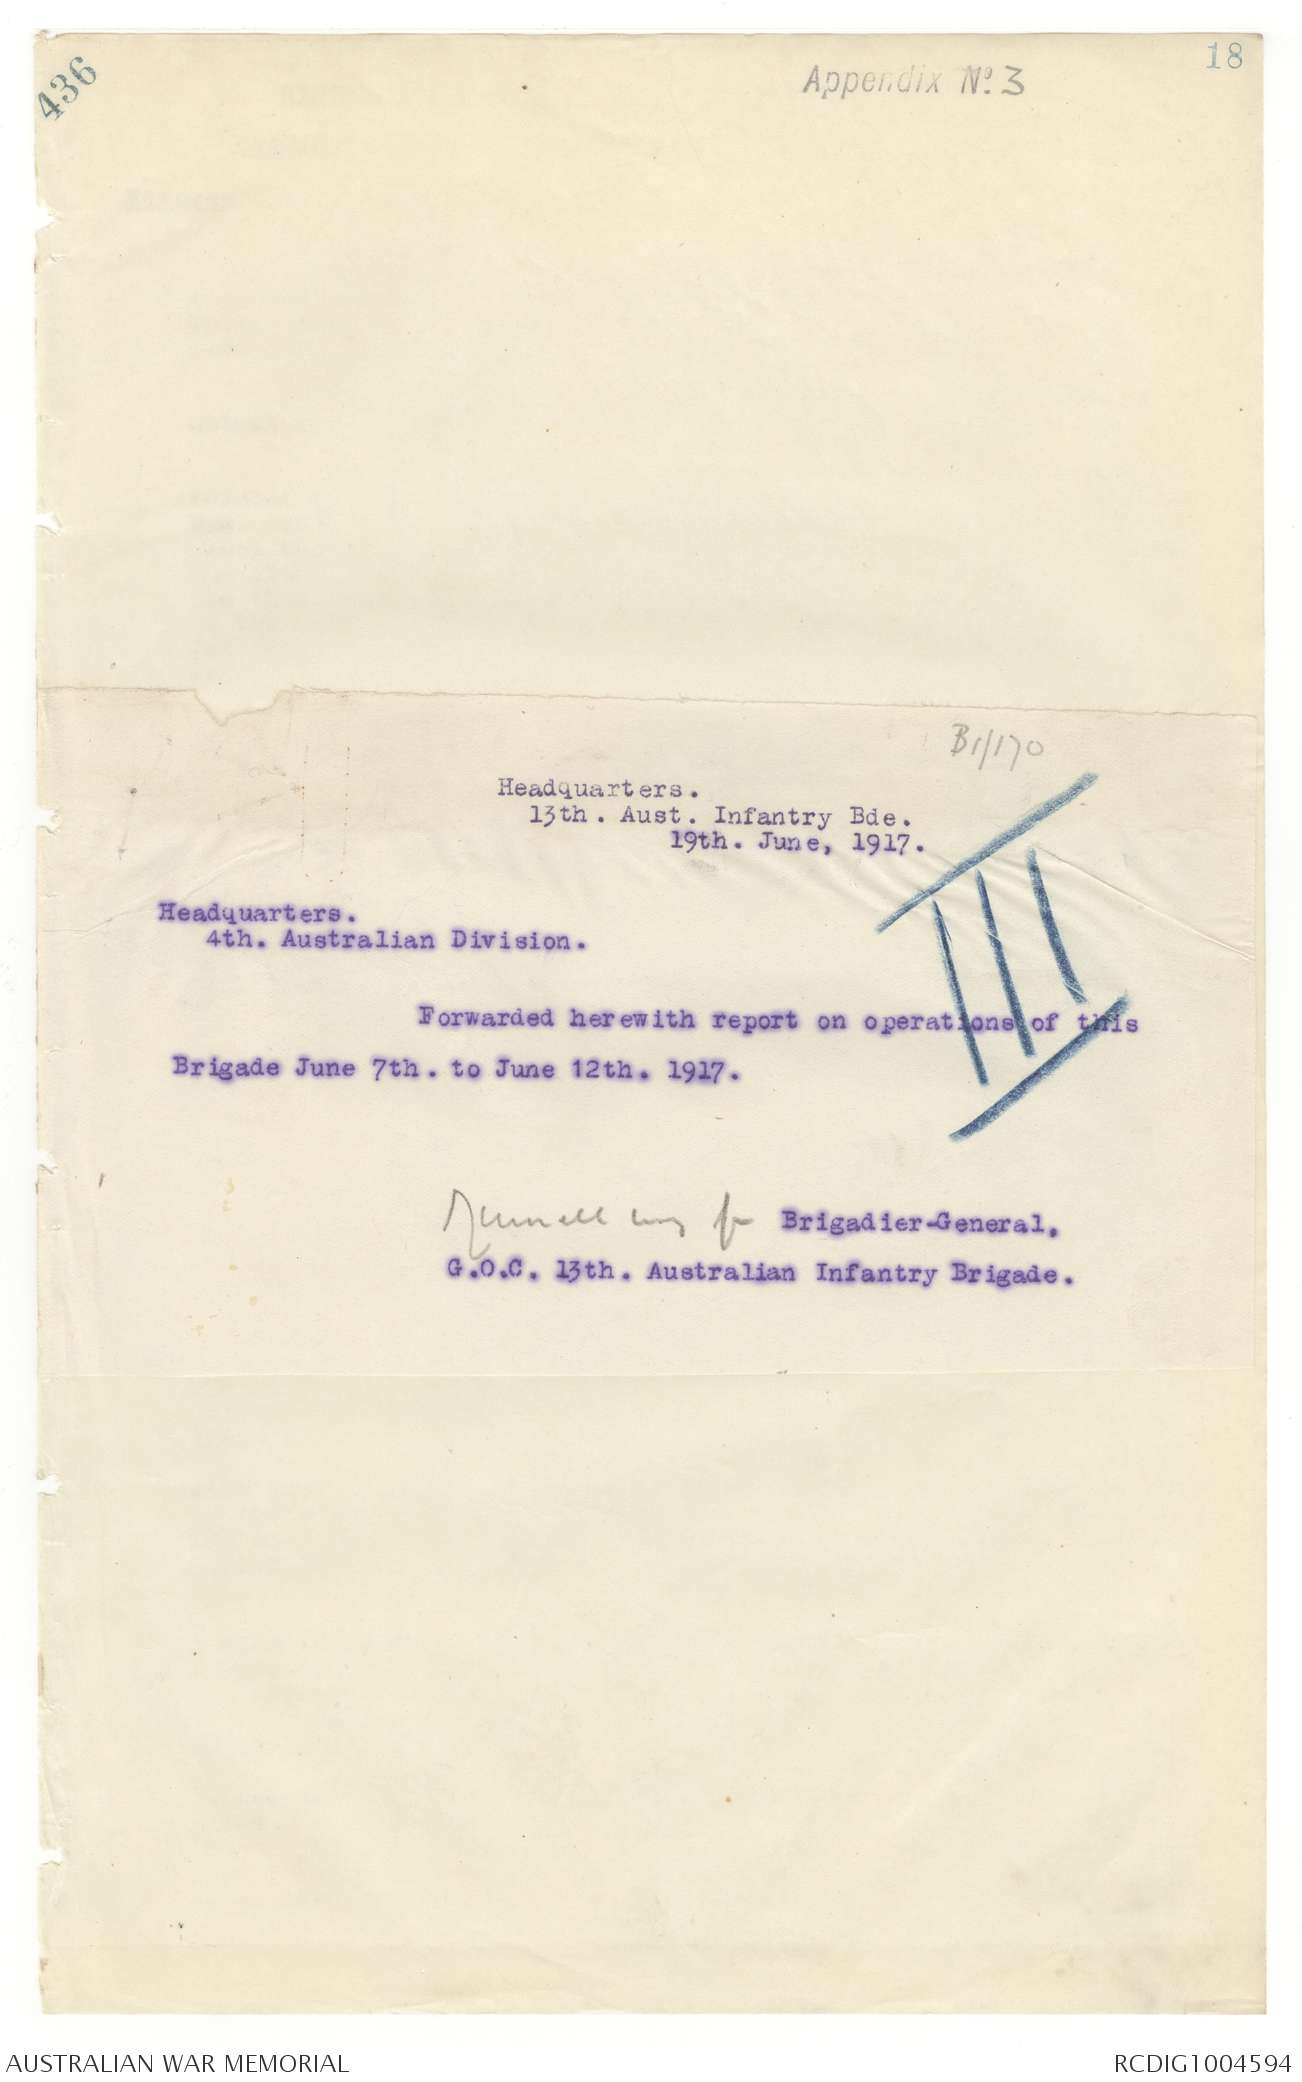 436
18
Appendix No. 3
B1/170
Headquarters.
13th. Aust. Infantry Bde.
19th. June, 1917.
III
Headquarters.
4th. Australian Division.
Forwarded herewith report on operations of this
Brigade June 7th. to June 12th. 1917.
for Brigadier-General,
G.O.C. 13th. Australian Infantry Brigade.
AUSTRALIAN WAR MEMORIAL
RCDIG1004594